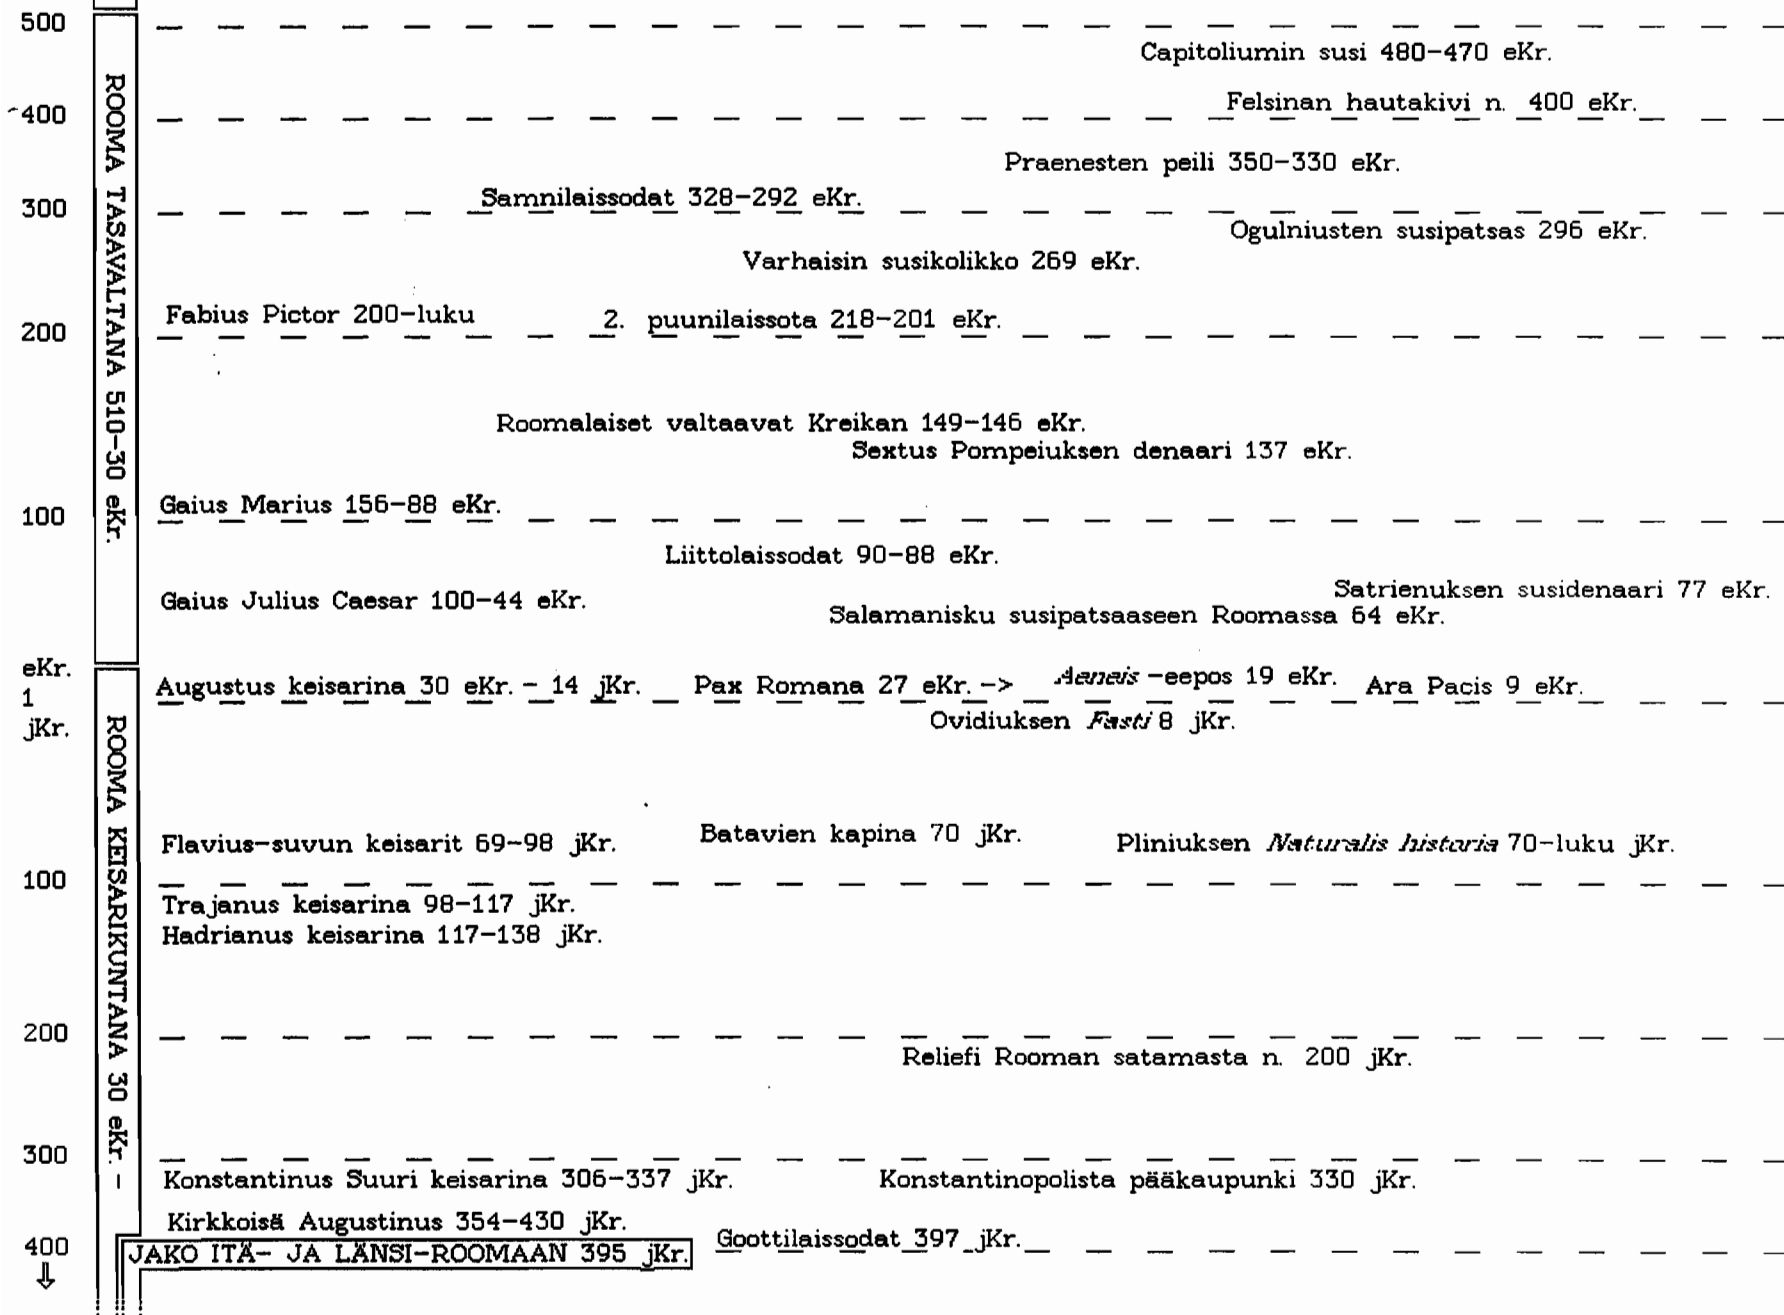 500
Capitoliumin susi 480-470 eKr.
Felsinan hautakivi n. 400 eKr.
400
Praenesten peili 350-330 eKr.
Samnilaissodat 328-292 eKr.
300
Ogulniusten susipatsas 296 eKr.
Varhaisin susikolikko 269 eKr.
Fabius Pictor 200-luku
2. puunilaissota 218-201 eKr.
200
ROOMA TASAVALTANA 510-30 eKr.
Roomalaiset valtaavat Kreikan 149-146 eKr.
Sextus Pompeiuksen denaari 137 eKr.
Gaius Marius 156-88 eKr.
100
Liittolaissodat 90-88 eKr.
Satrienuksen susidenaari 77 eKr.
Gaius Julius Caesar 100-44 eKr.
Salamanisku susipatsaaseen Roomassa 64 eKr.
eKr.
1
jKr.
Augustus keisarina 30 eKr. - 14 jKr.
Pax Romana 27 eKr. ->
Aeneis -eepos 19 eKr.
Ara Pacis 9 eKr.
Ovidiuksen Fasti 8 jKr.
Flavius-suvun keisarit 69-98 jKr.
Batavien kapina 70 jKr.
Pliniuksen Naturalis historia 70-luku jKr.
100
Trajanus keisarina 98-117 jKr.
Hadrianus keisarina 117-138 jKr.
ROOMA KEISARIKUNTANA 30 eKr. -
200
Reliefi Rooman satamasta n. 200 jKr.
300
Konstantinus Suuri keisarina 306-337 jKr.
Konstantinopolista pääkaupunki 330 jKr.
Kirkkoisä Augustinus 354-430 jKr.
400
JAKO ITÄ- JA LÄNSI-ROOMAAN 395 jKr.
Goottilaissodat 397 jKr.